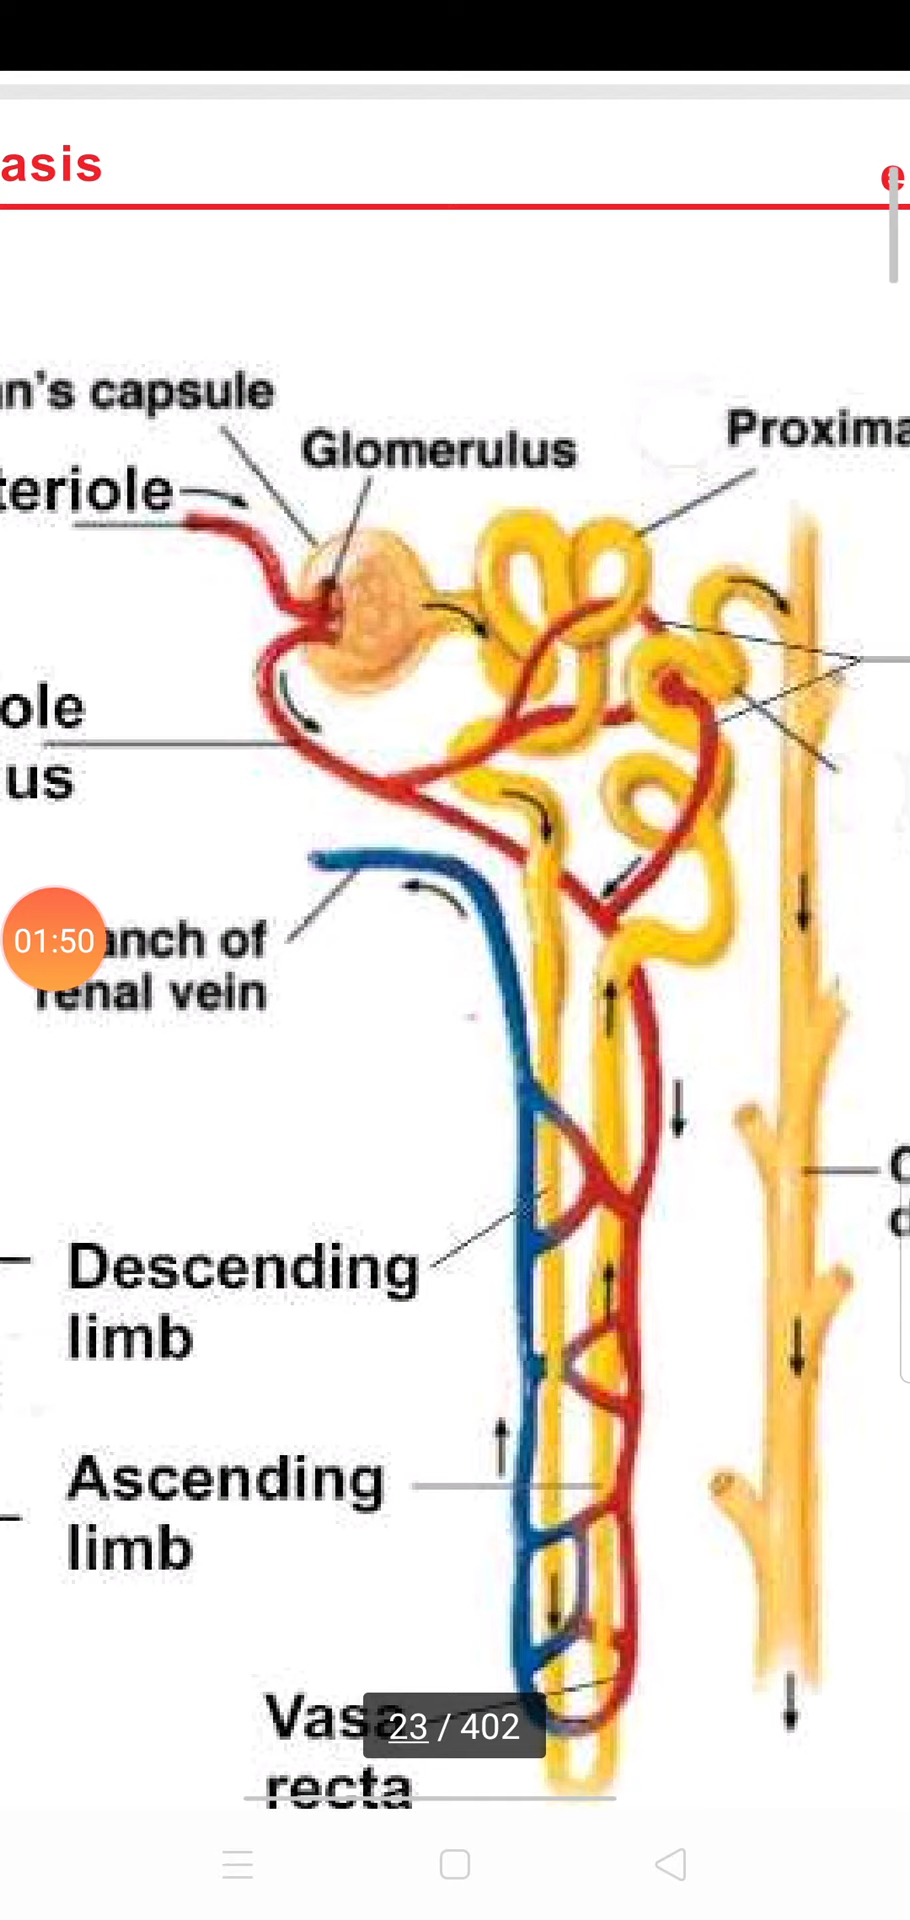 asis
e
n's capsule
Glomerulus
Proxima
teriole
ole
us
01:50
anch of
renal vein
Descending
limb
Ascending
limb
Vasa
23 / 402
recta